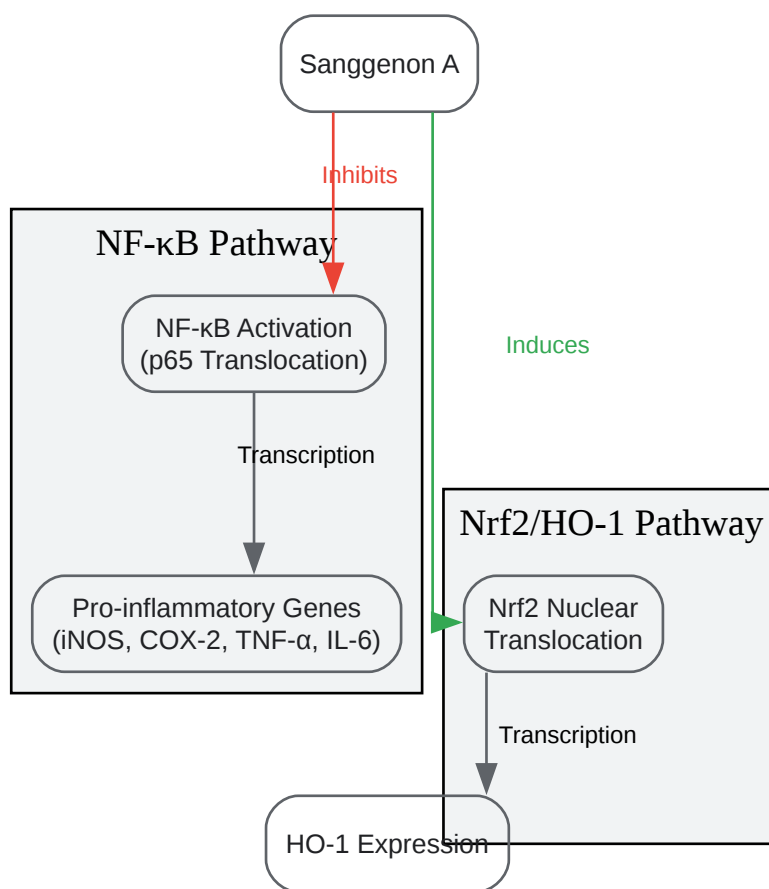 Sanggenon A
Inhibits
NF-κB Pathway
NF-κB Activation
(p65 Translocation)
Induces
Transcription
Nrf2/HO-1 Pathway
Pro-inflammatory Genes
(iNOS, COX-2, TNF-α, IL-6)
Nrf2 Nuclear
Translocation
Transcription
HO-1 Expression